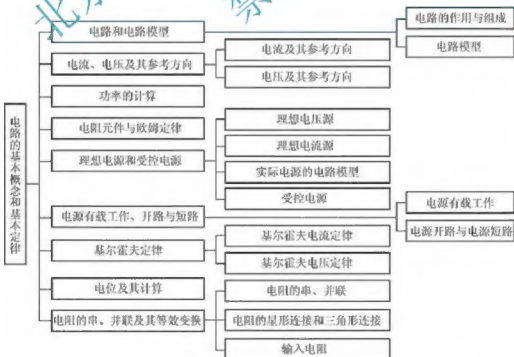 电路的基本概念和基本定律
电路和电路模型
电路的作用与组成
电路模型
电流、电压及其参考方向
电流及其参考方向
电压及其参考方向
功率的计算
电阻元件与欧姆定律
理想电源和受控电源
理想电压源
理想电流源
实际电源的电路模型
受控电源
电源有载工作、开路与短路
电源有载工作
电源开路与电源短路
基尔霍夫定律
基尔霍夫电流定律
基尔霍夫电压定律
电位及其计算
电阻的串、并联及其等效变换
电阻的串、并联
电阻的星形连接和三角形连接
输入电阻